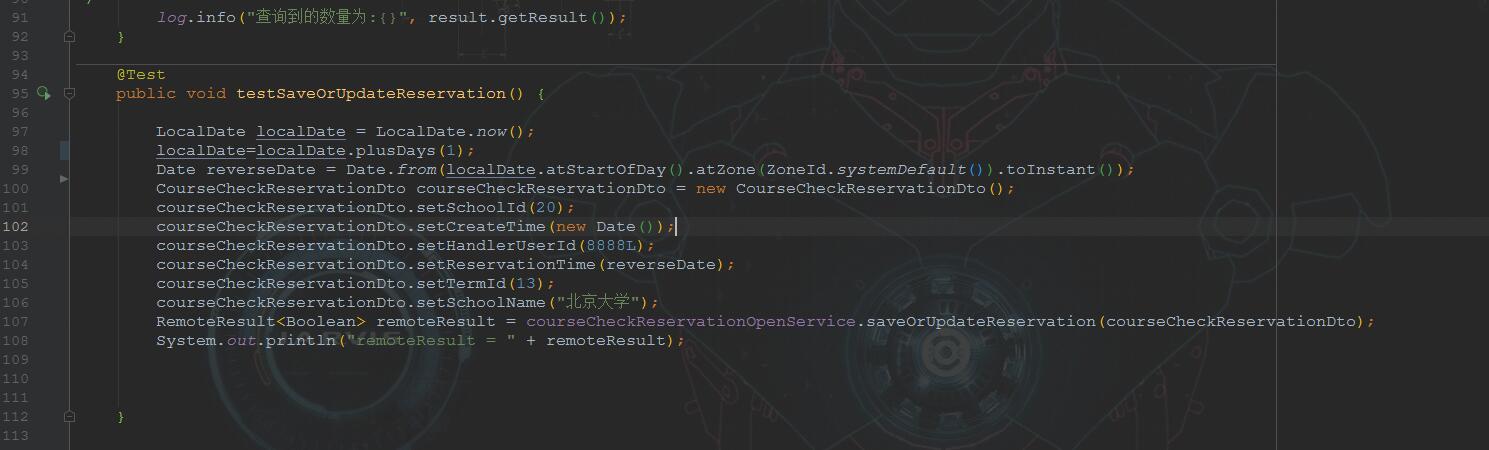 90 }
91 log.info("查询到的数量为:{}", result.getResult());
92 }
93
94 @Test
95 public void testSaveOrUpdateReservation() {
96
97 LocalDate localDate = LocalDate.now();
98 localDate=localDate.plusDays(1);
99 Date reverseDate = Date.from(localDate.atStartOfDay().atZone(ZoneId.systemDefault()).toInstant());
100 CourseCheckReservationDto courseCheckReservationDto = new CourseCheckReservationDto();
101 courseCheckReservationDto.setSchoolId(20);
102 courseCheckReservationDto.setCreateTime(new Date());
103 courseCheckReservationDto.setHandlerUserId(8888L);
104 courseCheckReservationDto.setReservationTime(reverseDate);
105 courseCheckReservationDto.setTermId(13);
106 courseCheckReservationDto.setSchoolName("北京大学");
107 RemoteResult<Boolean> remoteResult = courseCheckReservationOpenService.saveOrUpdateReservation(courseCheckReservationDto);
108 System.out.println("remoteResult = " + remoteResult);
109
110
111
112 }
113